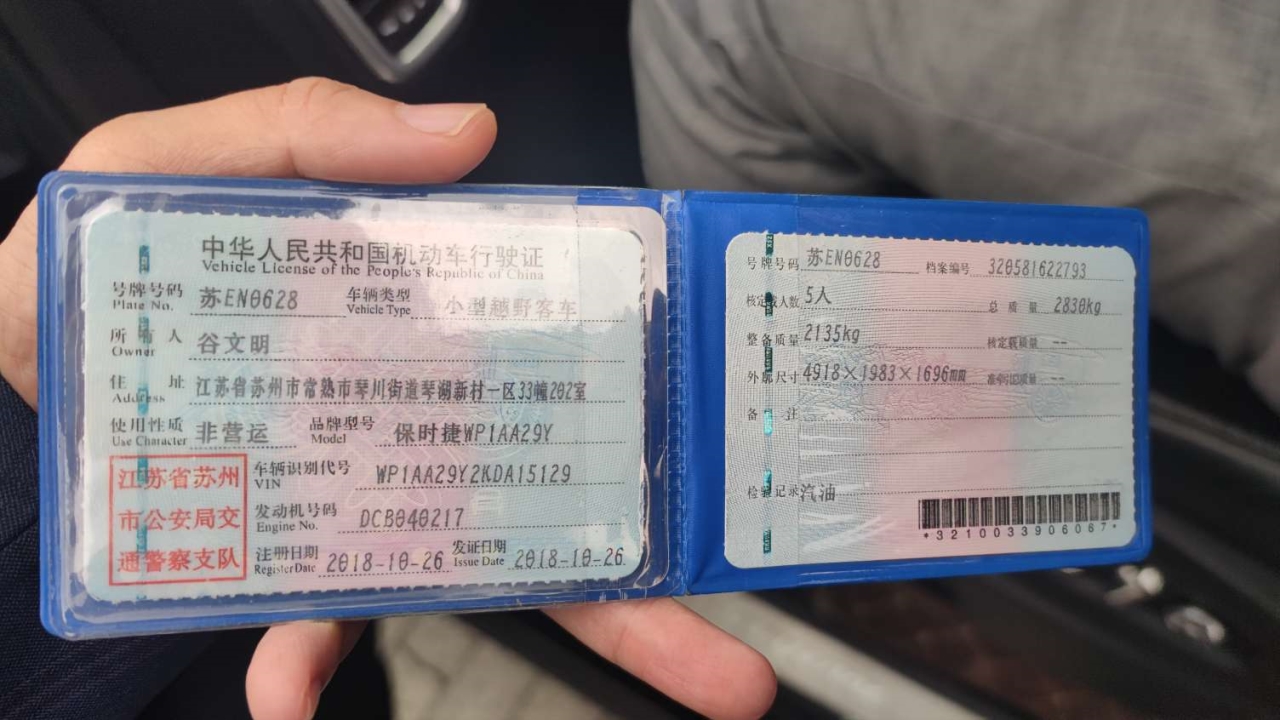 中华人民共和国机动车行驶证
Vehicle License of the People's Republic of China
号牌号码 苏EN0628 车辆类型 小型越野客车
Plate No. Vehicle Type
所有人 谷文明
Owner
住址 江苏省苏州市常熟市琴川街道琴湖新村一区33幢202室
Address
使用性质 非营运 品牌型号 保时捷WP1AA29Y
Use Character Model
江苏省苏州
市公安局交
通警察支队
车辆识别代号 WP1AA29Y2KDA15129
VIN
发动机号码 DCB040217
Engine No.
注册日期 2018-10-26 发证日期 2018-10-26
Register Date Issue Date
号牌号码 苏EN0628 档案编号 320581622793
核定载人数 5人 总质量 2830kg
整备质量 2135kg 核定载质量 --
外廓尺寸 4918×1983×1696mm 准牵引总质量 --
备注
检验记录 汽油
*3210033906067*